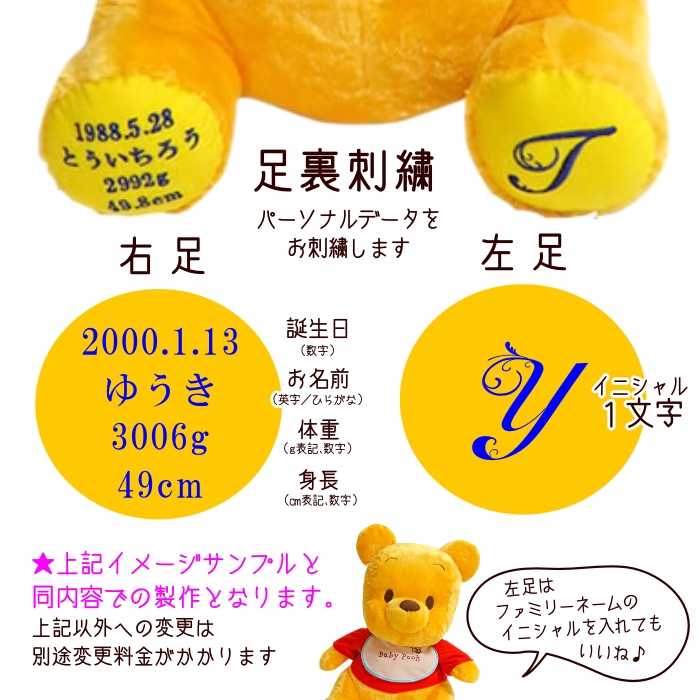 1988.5.28
とういちろう
2992g
49.8cm
T
足裏刺繍
パーソナルデータを
お刺繍します
右足
左足
2000.1.13
ゆうき
3006g
49cm
誕生日
(数字)
お名前
(英字/ひらがな)
体重
(g表記、数字)
身長
(cm表記、数字)
y
イニシャル
1文字
★上記イメージサンプルと
同内容での製作となります。
上記以外への変更は
別途変更料金がかかります
Baby Pooh
左足は
ファミリーネームの
イニシャルを入れても
いいね♪